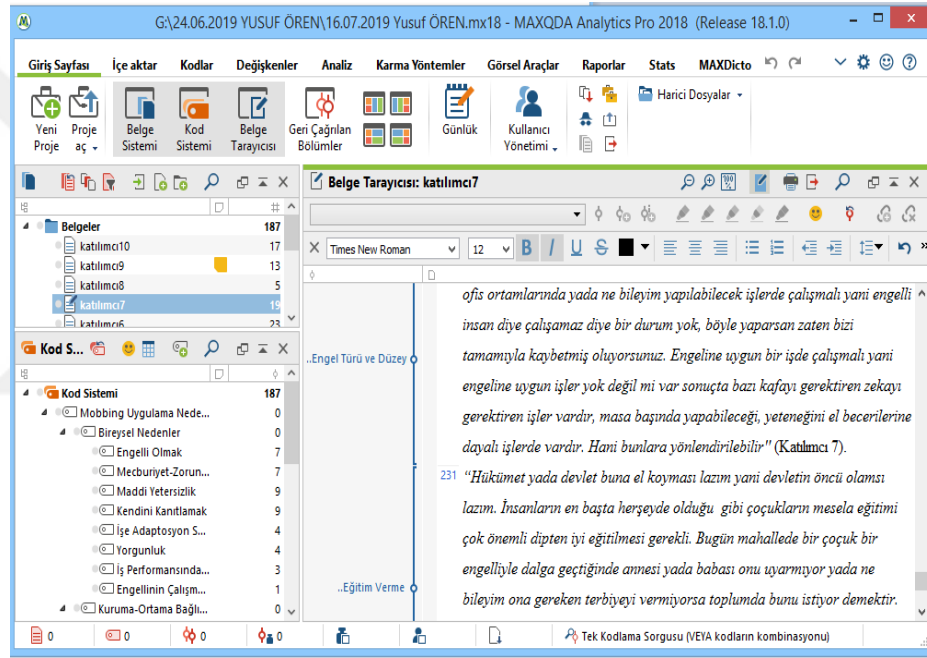 G:\24.06.2019 YUSUF ÖREN\16.07.2019 Yusuf ÖREN.mx18 - MAXQDA Analytics Pro 2018 (Release 18.1.0)
Giriş Sayfası İçe aktar Kodlar Değişkenler Analiz Karma Yöntemler Görsel Araçlar Raporlar Stats MAXDicto
Yeni Proje
Proje aç
Belge Sistemi
Kod Sistemi
Belge Tarayıcısı
Geri Çağrılan Bölümler
Günlük
Kullanıcı Yönetimi
Harici Dosyalar
#
Belgeler 187
katılımcı10 17
katılımcı9 13
katılımcı8 5
katılımcı7 19
katılımcı6 23
Kod S...
Kod Sistemi 187
Mobbing Uygulama Nede... 0
Bireysel Nedenler 0
Engelli Olmak 7
Mecburiyet-Zorun... 7
Maddi Yetersizlik 9
Kendini Kanıtlamak 9
İşe Adaptosyon S... 4
Yorgunluk 4
İş Performansında... 3
Engellinin Çalışm... 1
Kuruma-Ortama Bağlı... 0
Belge Tarayıcısı: katılımcı7
Times New Roman 12 B I U S
..Engel Türü ve Düzey
..Eğitim Verme
ofis ortamlarında yada ne bileyim yapılabilecek işlerde çalışmalı yani engelli
insan diye çalışamaz diye bir durum yok, böyle yaparsan zaten bizi
tamamıyla kaybetmiş oluyorsunuz. Engeline uygun bir işde çalışmalı yani
engeline uygun işler yok değil mi var sonuçta bazı kafayı gerektiren zekayı
gerektiren işler vardır, masa başında yapabileceği, yeteneğini el becerilerine
dayalı işlerde vardır. Hani bunlara yönlendirilebilir" (Katılımcı 7).
231 “Hükümet yada devlet buna el koyması lazım yani devletin öncü olamsı
lazım. İnsanların en başta herşeyde olduğu gibi çoçukların mesela eğitimi
çok önemli dipten iyi eğitilmesi gerekli. Bugün mahallede bir çoçuk bir
engelliyle dalga geçtiğinde annesi yada babası onu uyarmıyor yada ne
bileyim ona gereken terbiyeyi vermiyorsa toplumda bunu istiyor demektir.
0 0 0 0 Tek Kodlama Sorgusu (VEYA kodların kombinasyonu)